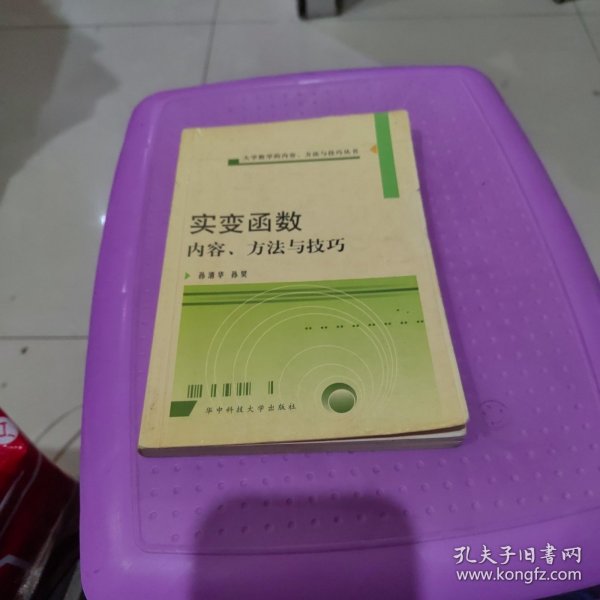 大学数学的内容、方法与技巧丛书
实变函数
内容、方法与技巧
孙清华 孙昊
华中科技大学出版社
孔夫子旧书网
www.kongfz.com